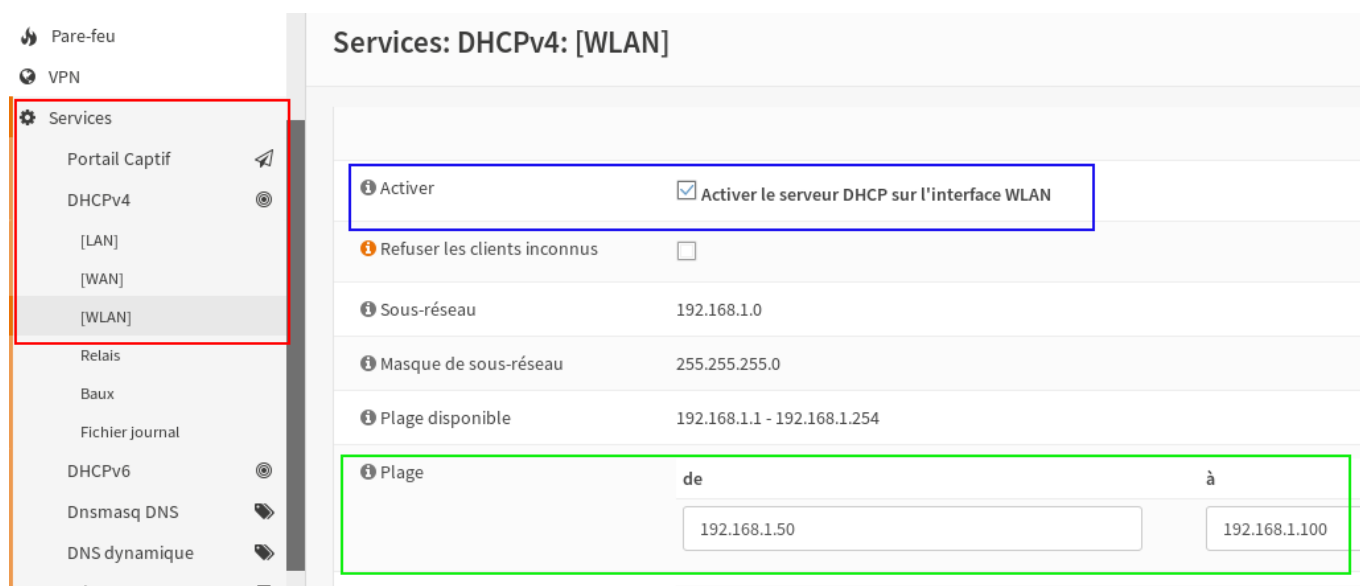 Pare-feu
VPN
Services
Portail Captif
DHCPv4
[LAN]
[WAN]
[WLAN]
Relais
Baux
Fichier journal
DHCPv6
Dnsmasq DNS
DNS dynamique
Services: DHCPv4: [WLAN]
Activer
Activer le serveur DHCP sur l'interface WLAN
Refuser les clients inconnus
Sous-réseau 192.168.1.0
Masque de sous-réseau 255.255.255.0
Plage disponible 192.168.1.1 - 192.168.1.254
Plage
de à
192.168.1.50 192.168.1.100